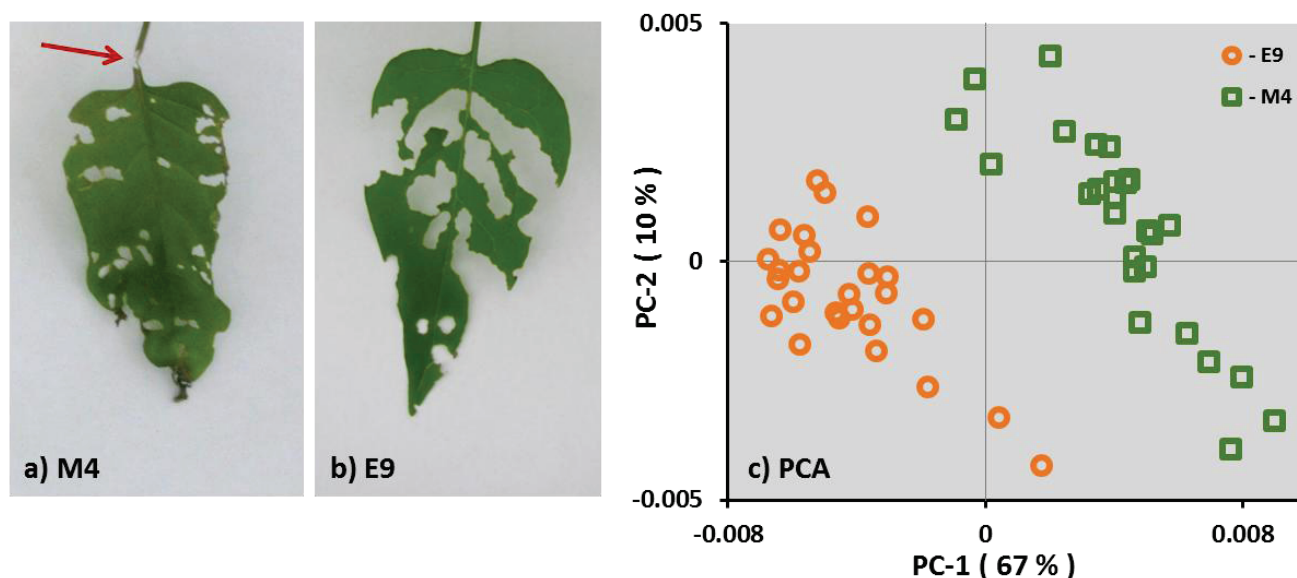 a) M4
b) E9
0.005
0
-0.005
PC-2 ( 10 % )
- E9
- M4
c) PCA
-0.008
0
0.008
PC-1 ( 67 % )